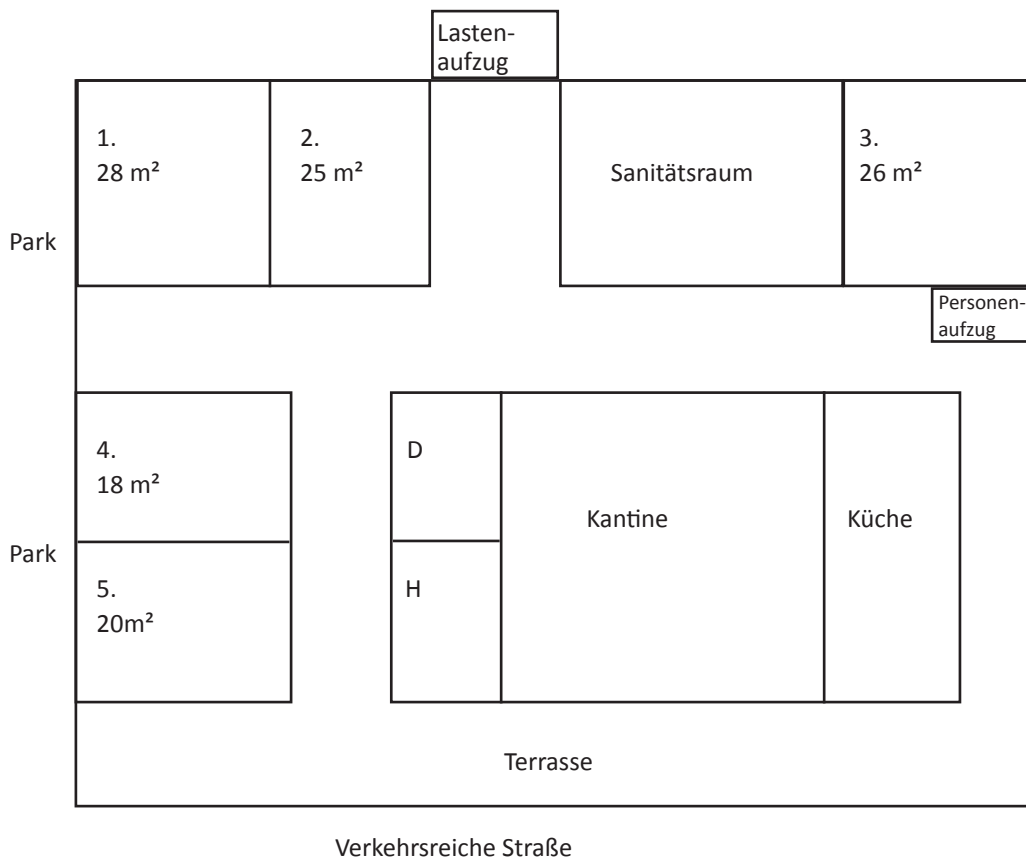 Lasten-
aufzug
1.
28 m²
2.
25 m²
Sanitätsraum
3.
26 m²
Park
Personen-
aufzug
4.
18 m²
D
Kantine
Küche
Park
5.
20m²
H
Terrasse
Verkehrsreiche Straße